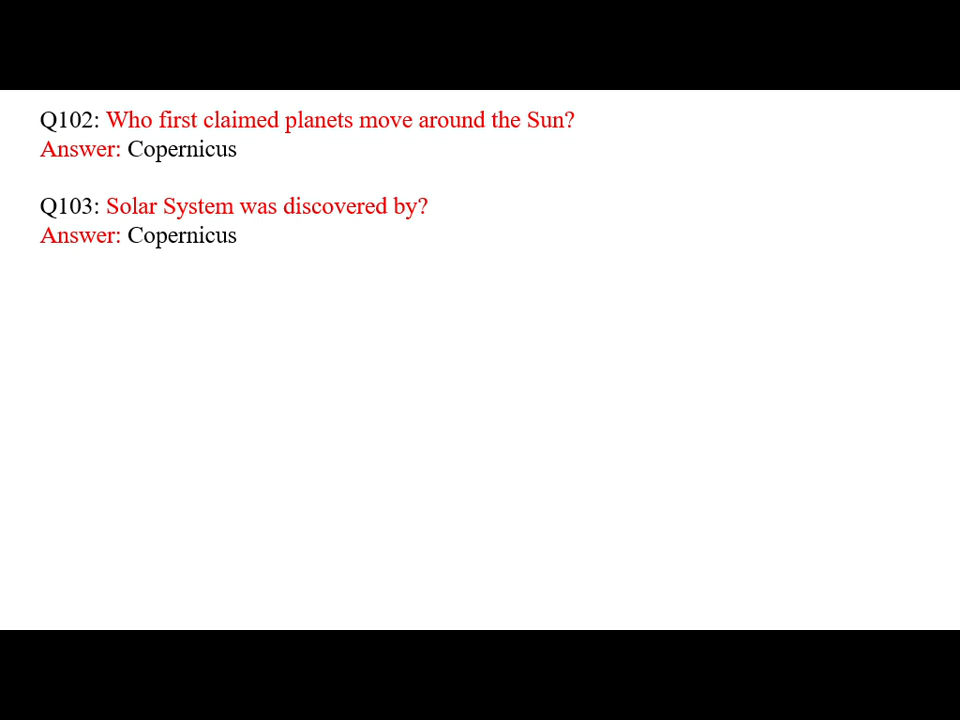 Q102: Who first claimed planets move around the Sun?
Answer: Copernicus
Q103: Solar System was discovered by?
Answer: Copernicus